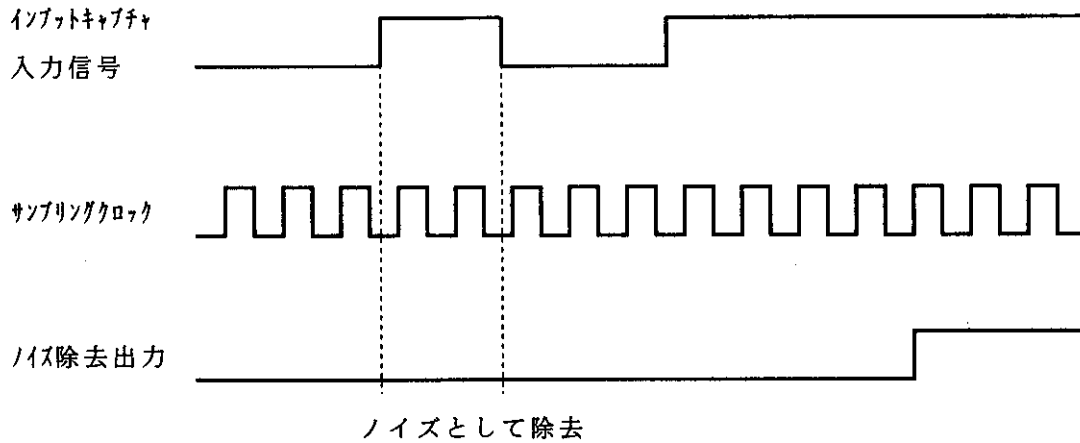 インプットキャプチャ
入力信号
サンプリングクロック
ノイズ除去出力
ノイズとして除去